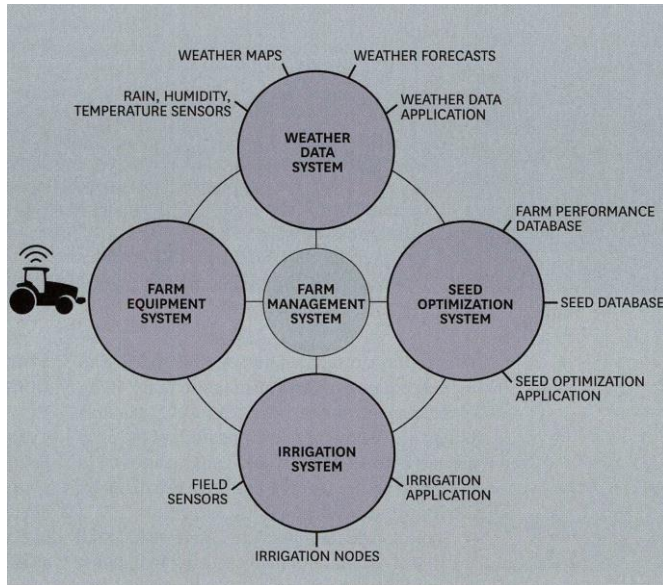 WEATHER MAPS
WEATHER FORECASTS
RAIN, HUMIDITY,
TEMPERATURE SENSORS
WEATHER DATA
APPLICATION
WEATHER
DATA
SYSTEM
FARM PERFORMANCE
DATABASE
FARM
EQUIPMENT
SYSTEM
FARM
MANAGEMENT
SYSTEM
SEED
OPTIMIZATION
SYSTEM
SEED DATABASE
SEED OPTIMIZATION
APPLICATION
IRRIGATION
SYSTEM
FIELD
SENSORS
IRRIGATION
APPLICATION
IRRIGATION NODES